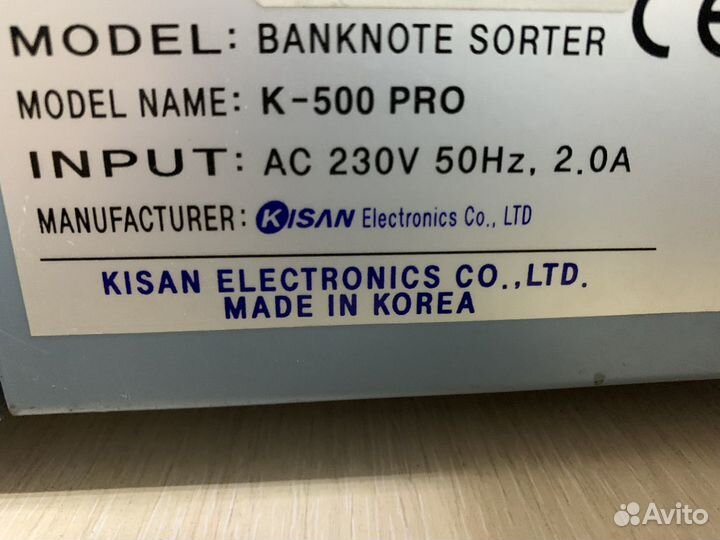 MODEL: BANKNOTE SORTER CE
MODEL NAME: K-500 PRO
INPUT: AC 230V 50Hz, 2.0A
MANUFACTURER: KISAN Electronics Co., LTD
KISAN ELECTRONICS CO.,LTD.
MADE IN KOREA
Avito